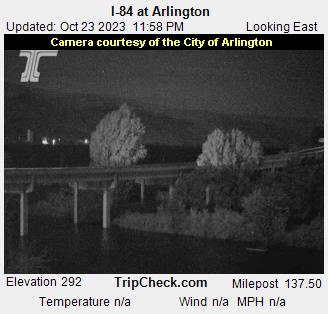 I-84 at Arlington
Updated: Oct 23 2023 11:58 PM Looking East
Camera courtesy of the City of Arlington
Elevation 292 TripCheck.com Milepost 137.50
Temperature n/a Wind n/a MPH n/a